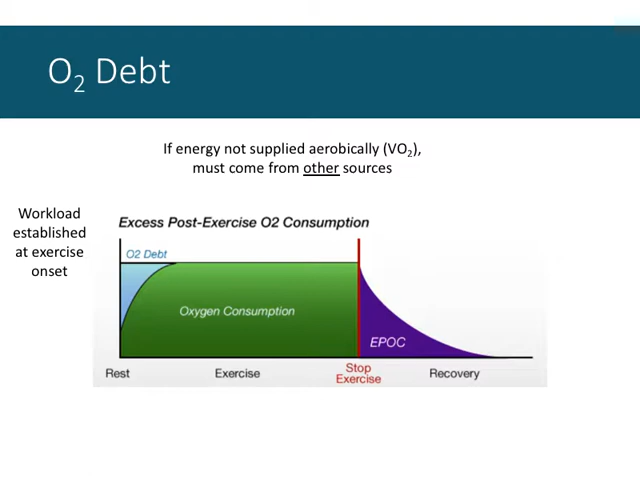 O₂ Debt
If energy not supplied aerobically (VO₂),
must come from other sources
Workload
established
at exercise
onset
Excess Post-Exercise O2 Consumption
O2 Debt
Oxygen Consumption
EPOC
Rest
Exercise
Stop
Exercise
Recovery